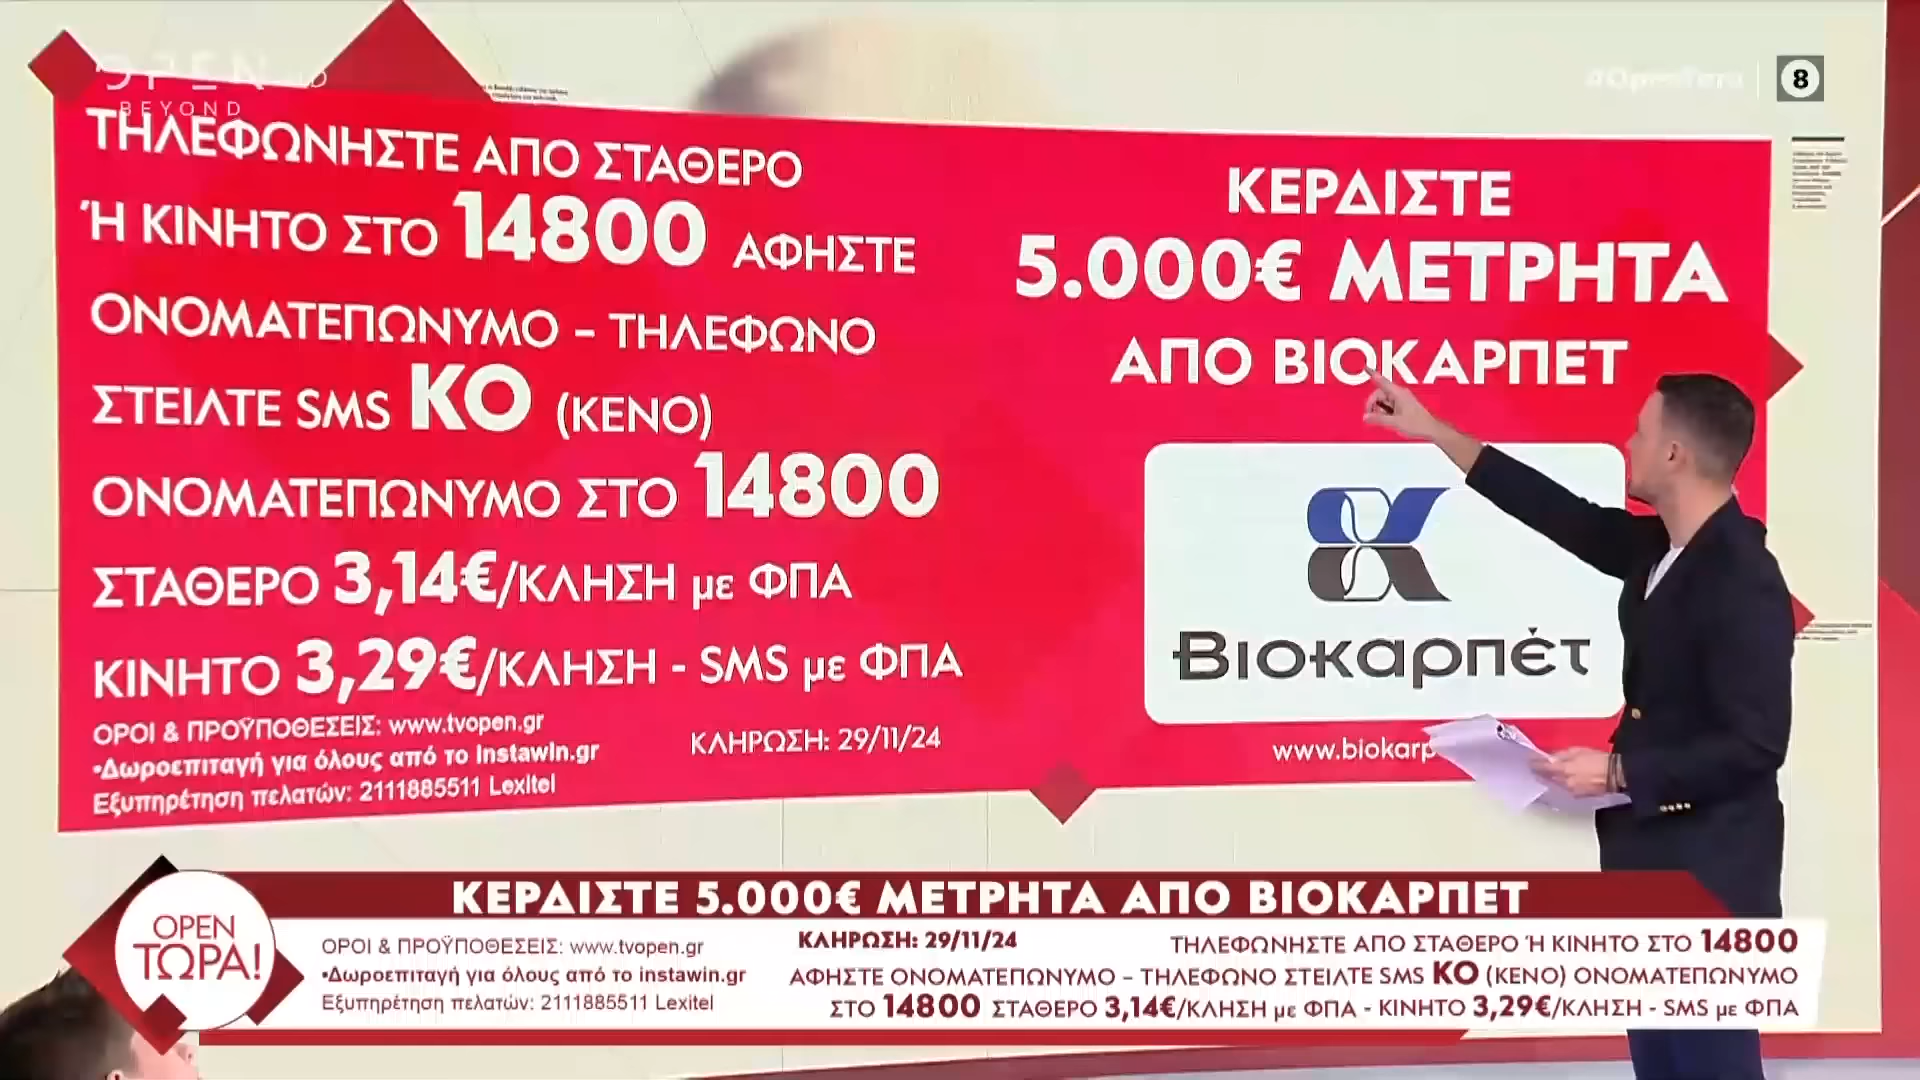 OPEN HD
BEYOND
#OpenTora
8
ΤΗΛΕΦΩΝΗΣΤΕ ΑΠΟ ΣΤΑΘΕΡΟ
Ή ΚΙΝΗΤΟ ΣΤΟ 14800 ΑΦΗΣΤΕ
ΟΝΟΜΑΤΕΠΩΝΥΜΟ – ΤΗΛΕΦΩΝΟ
ΣΤΕΙΛΤΕ SMS ΚΟ (ΚΕΝΟ)
ΟΝΟΜΑΤΕΠΩΝΥΜΟ ΣΤΟ 14800
ΣΤΑΘΕΡΟ 3,14€/ΚΛΗΣΗ με ΦΠΑ
ΚΙΝΗΤΟ 3,29€/ΚΛΗΣΗ - SMS με ΦΠΑ
ΟΡΟΙ & ΠΡΟΫΠΟΘΕΣΕΙΣ: www.tvopen.gr
•Δωροεπιταγή για όλους από το instawin.gr
Εξυπηρέτηση πελατών: 2111885511 Lexitel
ΚΛΗΡΩΣΗ: 29/11/24
ΚΕΡΔΙΣΤΕ
5.000€ ΜΕΤΡΗΤΑ
ΑΠΟ ΒΙΟΚΑΡΠΕΤ
Βιοκαρπέτ
www.biokarp
ΚΕΡΔΙΣΤΕ 5.000€ ΜΕΤΡΗΤΑ ΑΠΟ ΒΙΟΚΑΡΠΕΤ
OPEN
ΤΩΡΑ!
ΟΡΟΙ & ΠΡΟΫΠΟΘΕΣΕΙΣ: www.tvopen.gr
•Δωροεπιταγή για όλους από το instawin.gr
Εξυπηρέτηση πελατών: 2111885511 Lexitel
ΚΛΗΡΩΣΗ: 29/11/24 ΤΗΛΕΦΩΝΗΣΤΕ ΑΠΟ ΣΤΑΘΕΡΟ Ή ΚΙΝΗΤΟ ΣΤΟ 14800
ΑΦΗΣΤΕ ΟΝΟΜΑΤΕΠΩΝΥΜΟ – ΤΗΛΕΦΩΝΟ ΣΤΕΙΛΤΕ SMS ΚΟ (ΚΕΝΟ) ΟΝΟΜΑΤΕΠΩΝΥΜΟ
ΣΤΟ 14800 ΣΤΑΘΕΡΟ 3,14€/ΚΛΗΣΗ με ΦΠΑ - ΚΙΝΗΤΟ 3,29€/ΚΛΗΣΗ - SMS με ΦΠΑ